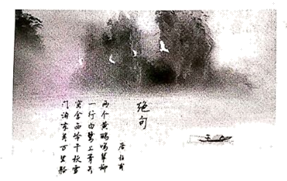 绝句
唐杜甫
两个黄鹂鸣翠柳
一行白鹭上青天
窗含西岭千秋雪
门泊东吴万里船